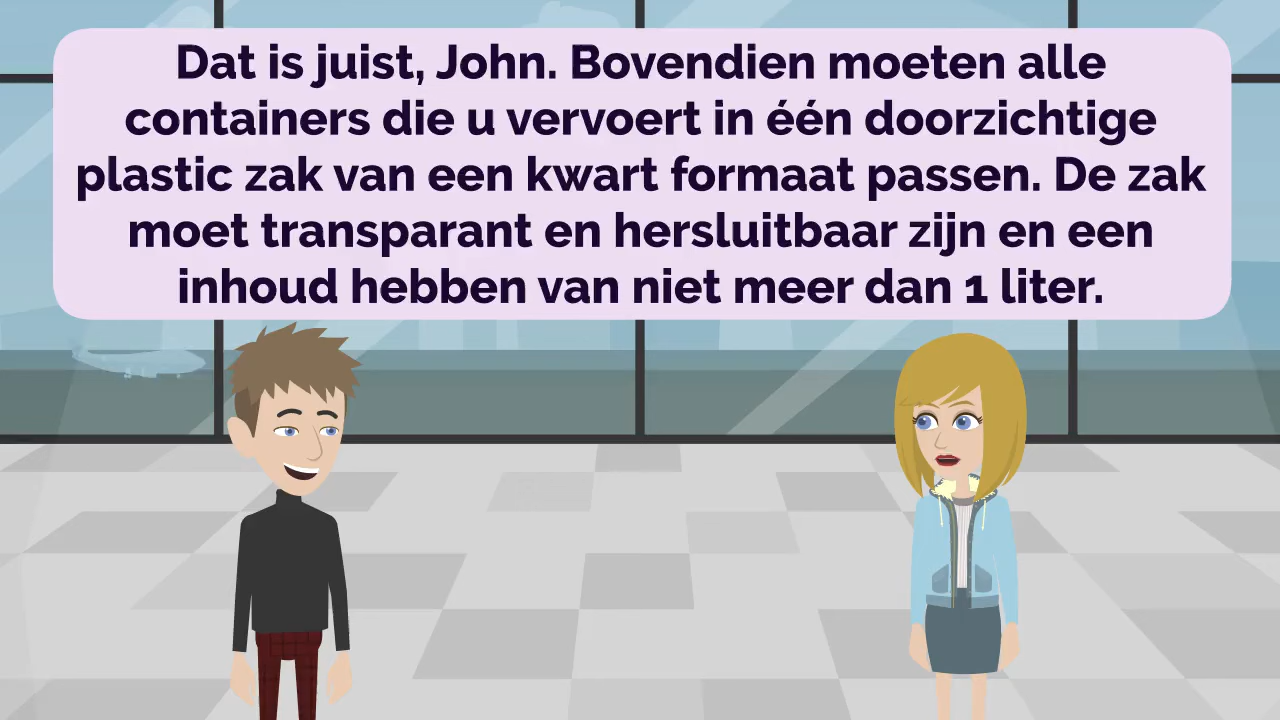 Dat is juist, John. Bovendien moeten alle
containers die u vervoert in één doorzichtige
plastic zak van een kwart formaat passen. De zak
moet transparant en hersluitbaar zijn en een
inhoud hebben van niet meer dan 1 liter.